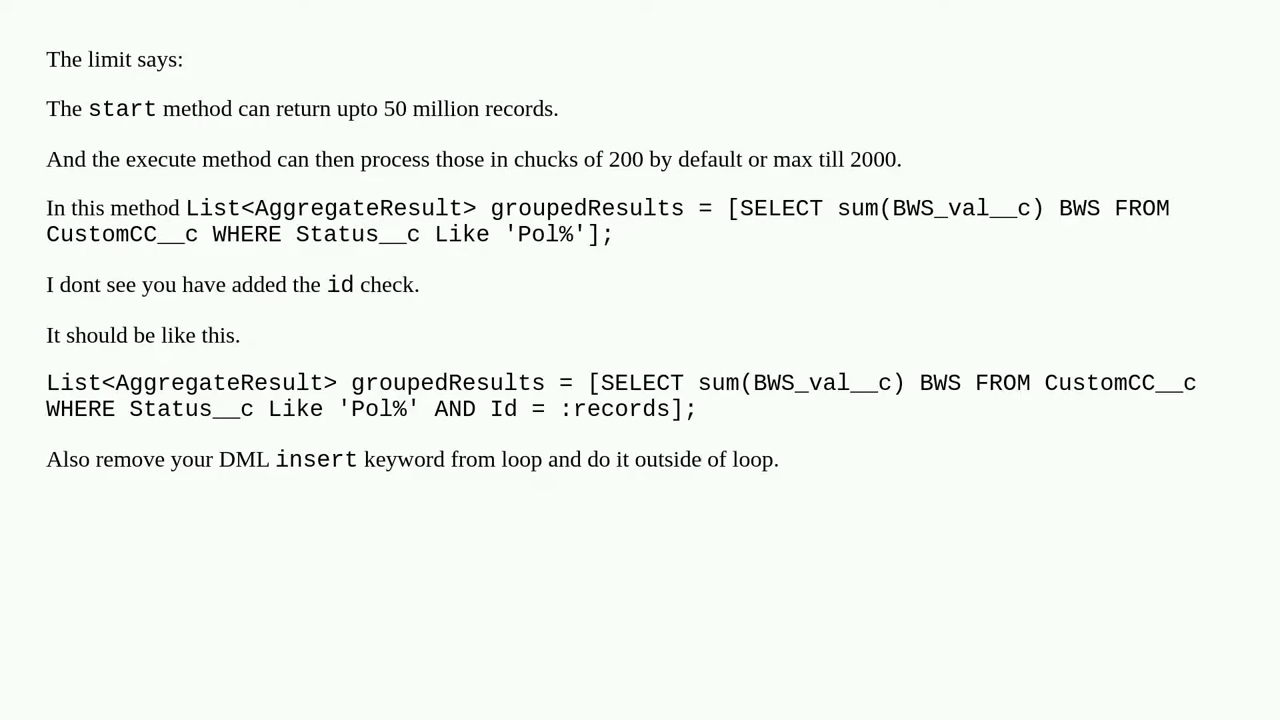 The limit says:
The start method can return upto 50 million records.
And the execute method can then process those in chucks of 200 by default or max till 2000.
In this method List<AggregateResult> groupedResults = [SELECT sum(BWS_val__c) BWS FROM
CustomCC__c WHERE Status__c Like 'Pol%'];
I dont see you have added the id check.
It should be like this.
List<AggregateResult> groupedResults = [SELECT sum(BWS_val__c) BWS FROM CustomCC__c
WHERE Status__c Like 'Pol%' AND Id = :records];
Also remove your DML insert keyword from loop and do it outside of loop.